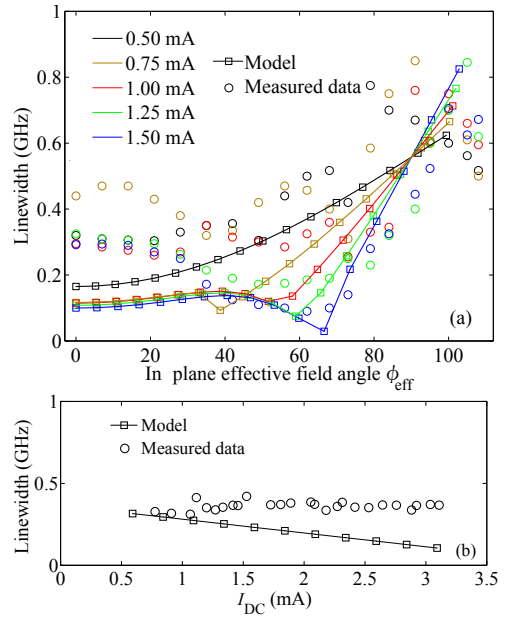 1
0.50 mA
0.75 mA
1.00 mA
1.25 mA
1.50 mA
Model
Measured data
0.8
0.6
0.4
0.2
0
Linewidth (GHz)
(a)
0 20 40 60 80 100
In plane effective field angle ϕeff
1
Model
Measured data
0.5
0
Linewidth (GHz)
(b)
0 0.5 1 1.5 2 2.5 3 3.5
IDC (mA)